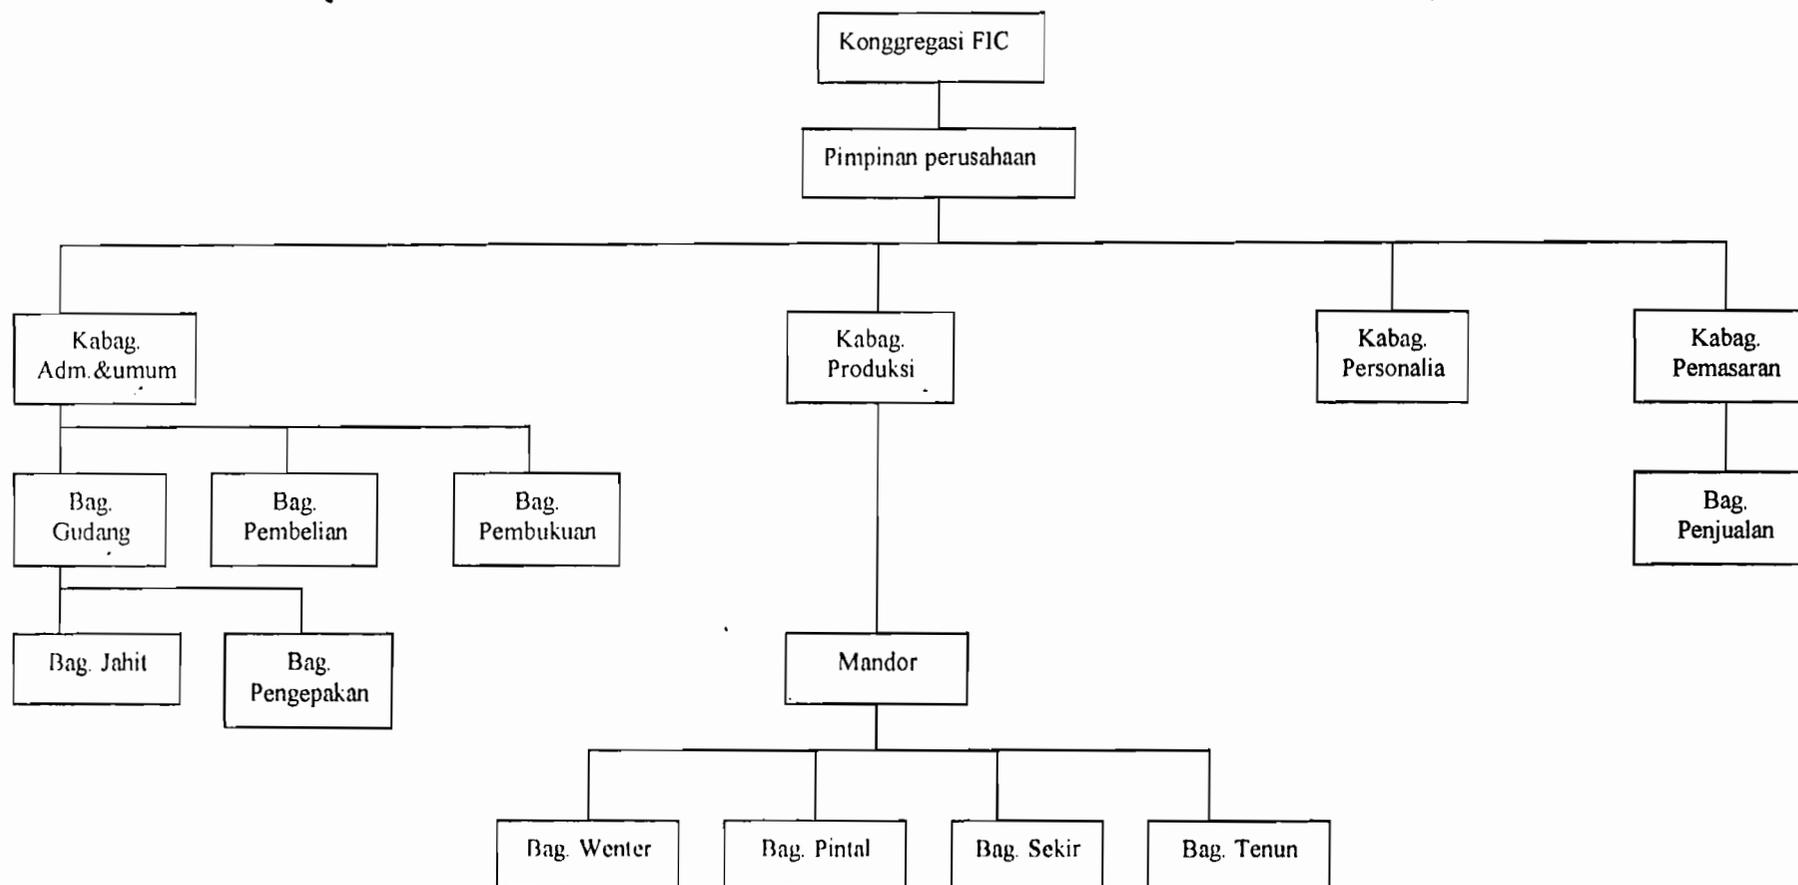 Konggregasi FIC
Pimpinan perusahaan
Kabag.
Adm.&umum
Kabag.
Produksi
Kabag.
Personalia
Kabag.
Pemasaran
Bag.
Gudang
Bag.
Pembelian
Bag.
Pembukuan
Bag.
Penjualan
Bag. Jahit
Bag.
Pengepakan
Mandor
Bag. Wenter
Bag. Pintal
Bag. Sekir
Bag. Tenun